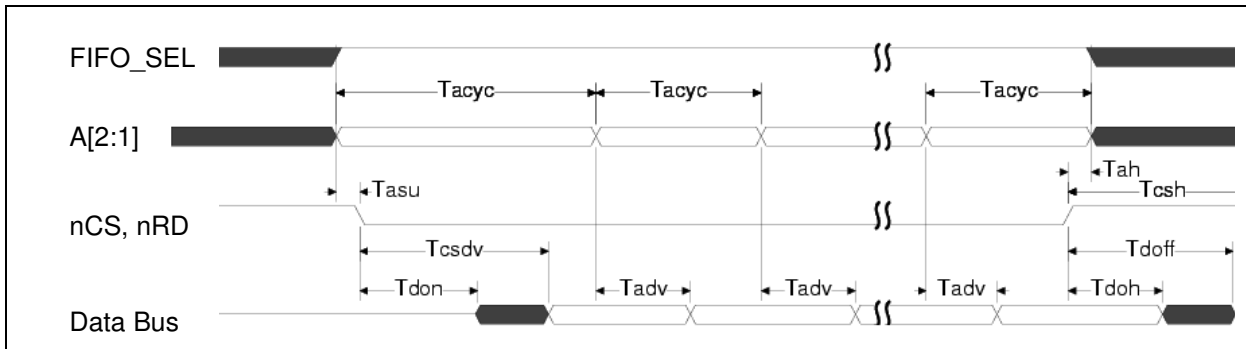 FIFO_SEL
Tacyc Tacyc Tacyc
A[2:1]
Tah
Tasu Tcsh
nCS, nRD
Tcsdv Tdoff
Tdon Tadv Tadv Tadv Tdoh
Data Bus